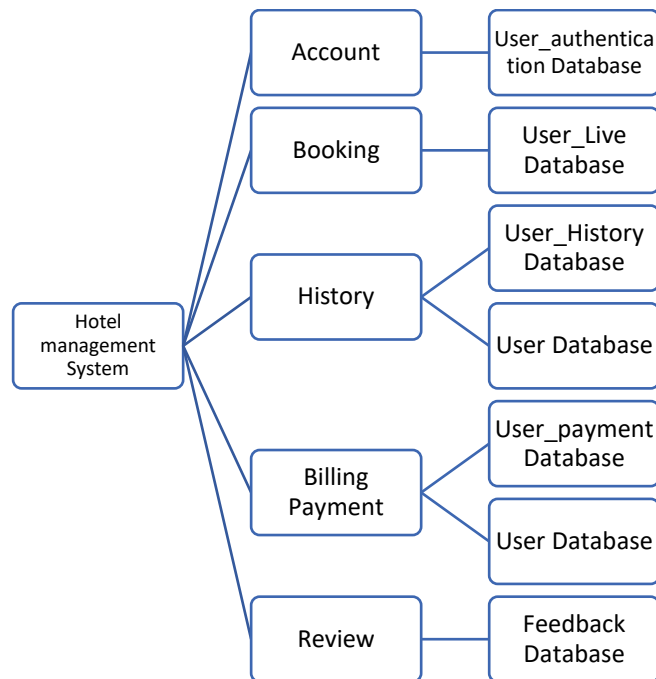 Account
User_authentica
tion Database
Booking
User_Live
Database
User_History
Database
History
User Database
Hotel
management
System
User_payment
Database
Billing
Payment
User Database
Review
Feedback
Database